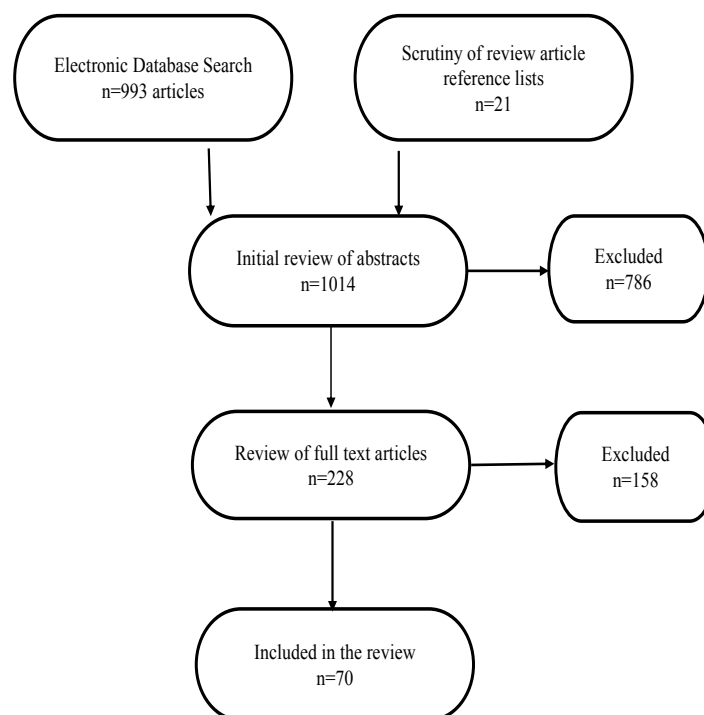 Electronic Database Search
n=993 articles
Scrutiny of review article
reference lists
n=21
Initial review of abstracts
n=1014
Excluded
n=786
Review of full text articles
n=228
Excluded
n=158
Included in the review
n=70